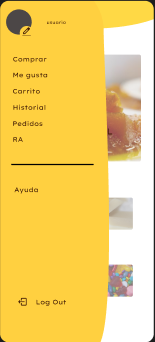 usuario
Comprar
Me gusta
Carrito
Historial
Pedidos
RA
Ayuda
Log Out